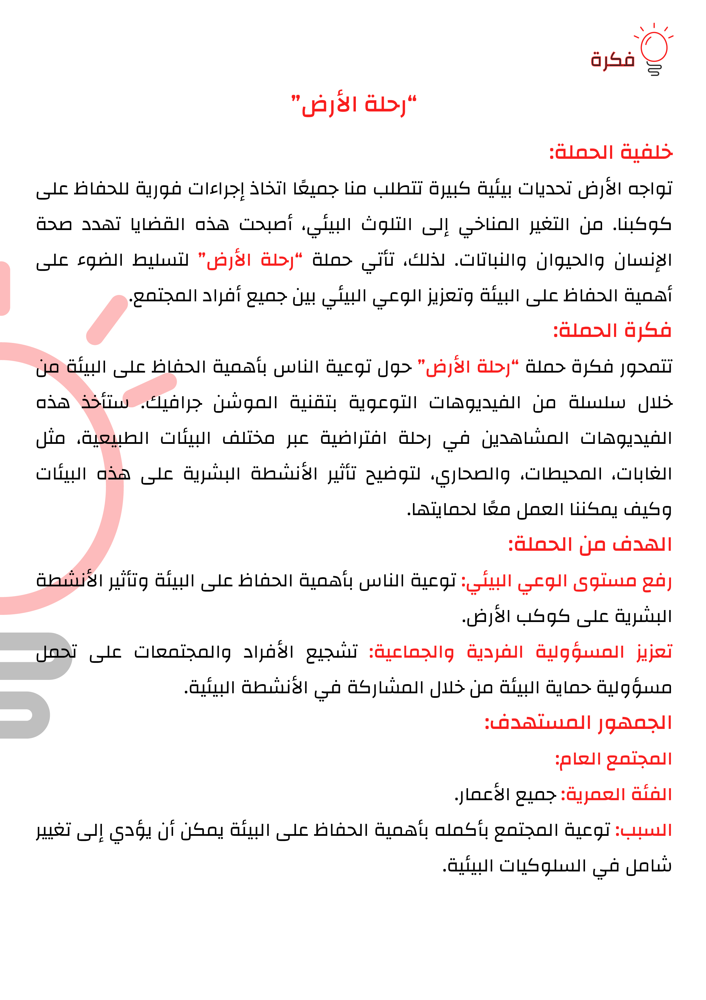 فكرة
“رحلة الأرض”
خلفية الحملة:
تواجه الأرض تحديات بيئية كبيرة تتطلب منا جميعًا اتخاذ إجراءات فورية للحفاظ على
كوكبنا. من التغير المناخي إلى التلوث البيئي، أصبحت هذه القضايا تهدد صحة
الإنسان والحيوان والنباتات. لذلك، تأتي حملة “رحلة الأرض” لتسليط الضوء على
أهمية الحفاظ على البيئة وتعزيز الوعي البيئي بين جميع أفراد المجتمع.
فكرة الحملة:
تتمحور فكرة حملة “رحلة الأرض” حول توعية الناس بأهمية الحفاظ على البيئة من
خلال سلسلة من الفيديوهات التوعوية بتقنية الموشن جرافيك. ستأخذ هذه
الفيديوهات المشاهدين في رحلة افتراضية عبر مختلف البيئات الطبيعية، مثل
الغابات، المحيطات، والصحاري، لتوضيح تأثير الأنشطة البشرية على هذه البيئات
وكيف يمكننا العمل معًا لحمايتها.
الهدف من الحملة:
رفع مستوى الوعي البيئي: توعية الناس بأهمية الحفاظ على البيئة وتأثير الأنشطة
البشرية على كوكب الأرض.
تعزيز المسؤولية الفردية والجماعية: تشجيع الأفراد والمجتمعات على تحمل
مسؤولية حماية البيئة من خلال المشاركة في الأنشطة البيئية.
الجمهور المستهدف:
المجتمع العام:
الفئة العمرية: جميع الأعمار.
السبب: توعية المجتمع بأكمله بأهمية الحفاظ على البيئة يمكن أن يؤدي إلى تغيير
شامل في السلوكيات البيئية.